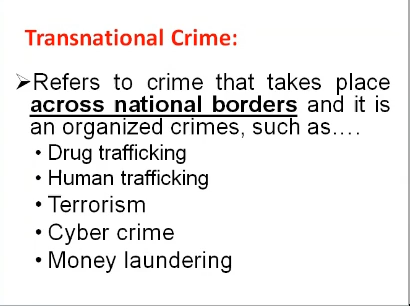 Transnational Crime:
➢Refers to crime that takes place
across national borders and it is
an organized crimes, such as….
• Drug trafficking
• Human trafficking
• Terrorism
• Cyber crime
• Money laundering